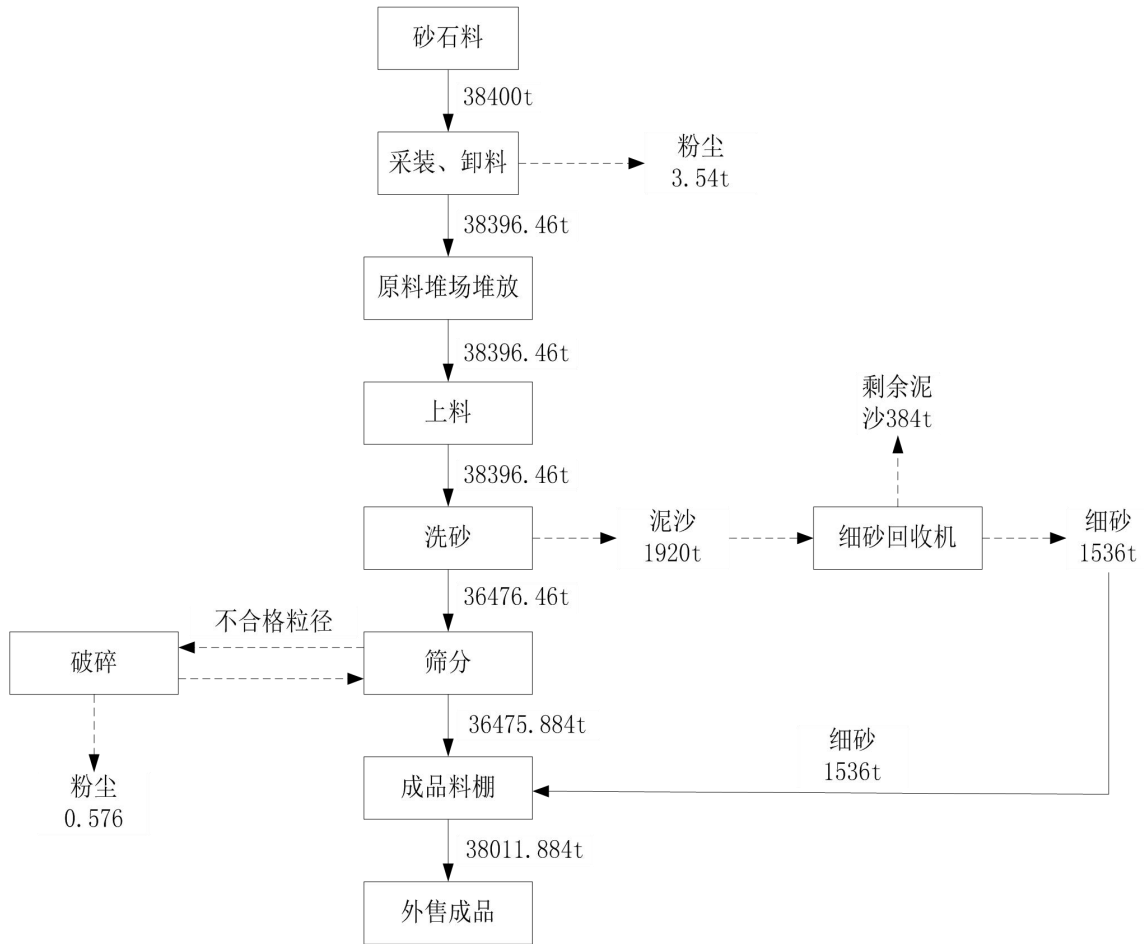 砂石料
38400t
采装、卸料
粉尘
3.54t
38396.46t
原料堆场堆放
38396.46t
上料
剩余泥
沙384t
38396.46t
洗砂
泥沙
1920t
细砂回收机
细砂
1536t
36476.46t
不合格粒径
破碎
筛分
36475.884t
粉尘
0.576
细砂
1536t
成品料棚
38011.884t
外售成品